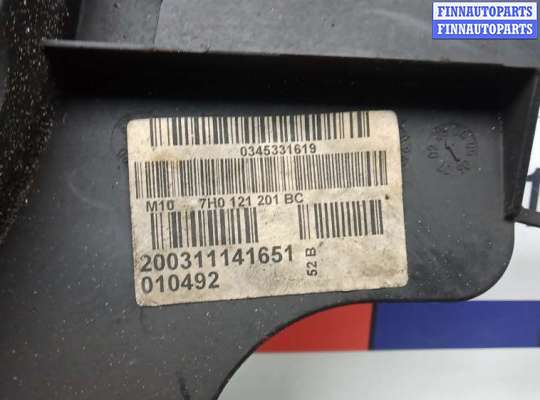 FINNAUTOPARTS
FINNAUTOPARTS
0345331619
M10 7H0 121 201 BC
200311141651
010492
52 B